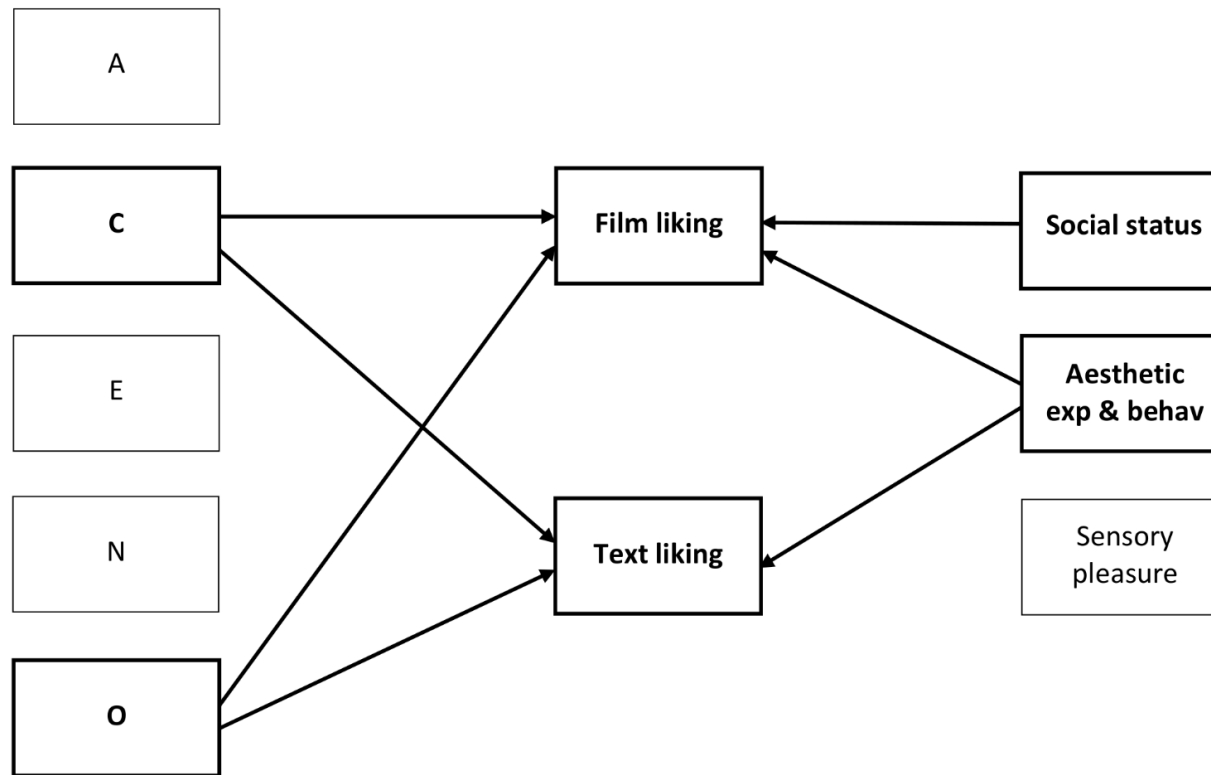 A
C
E
N
O
Film liking
Text liking
Social status
Aesthetic
exp & behav
Sensory
pleasure